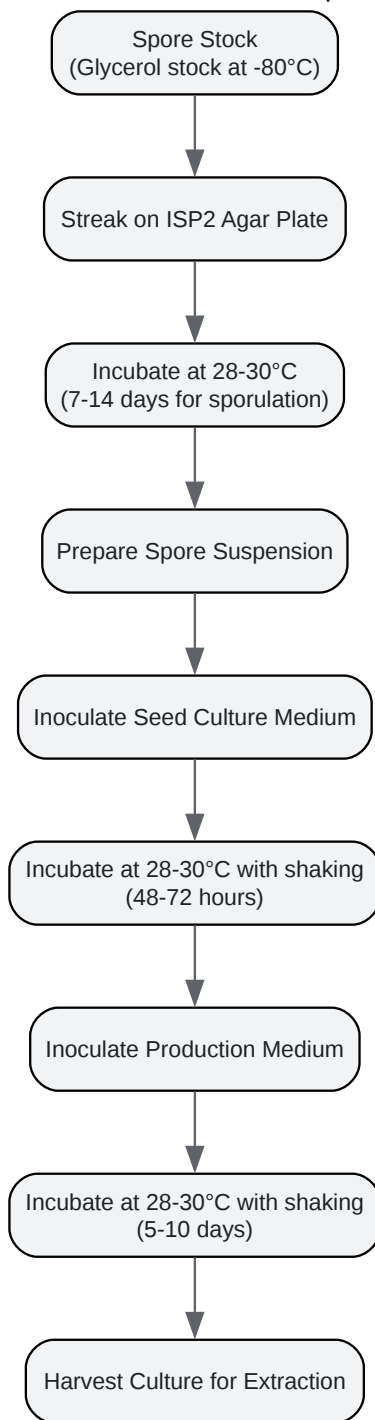 Spore Stock
(Glycerol stock at -80°C)
Streak on ISP2 Agar Plate
Incubate at 28-30°C
(7-14 days for sporulation)
Prepare Spore Suspension
Inoculate Seed Culture Medium
Incubate at 28-30°C with shaking
(48-72 hours)
Inoculate Production Medium
Incubate at 28-30°C with shaking
(5-10 days)
Harvest Culture for Extraction